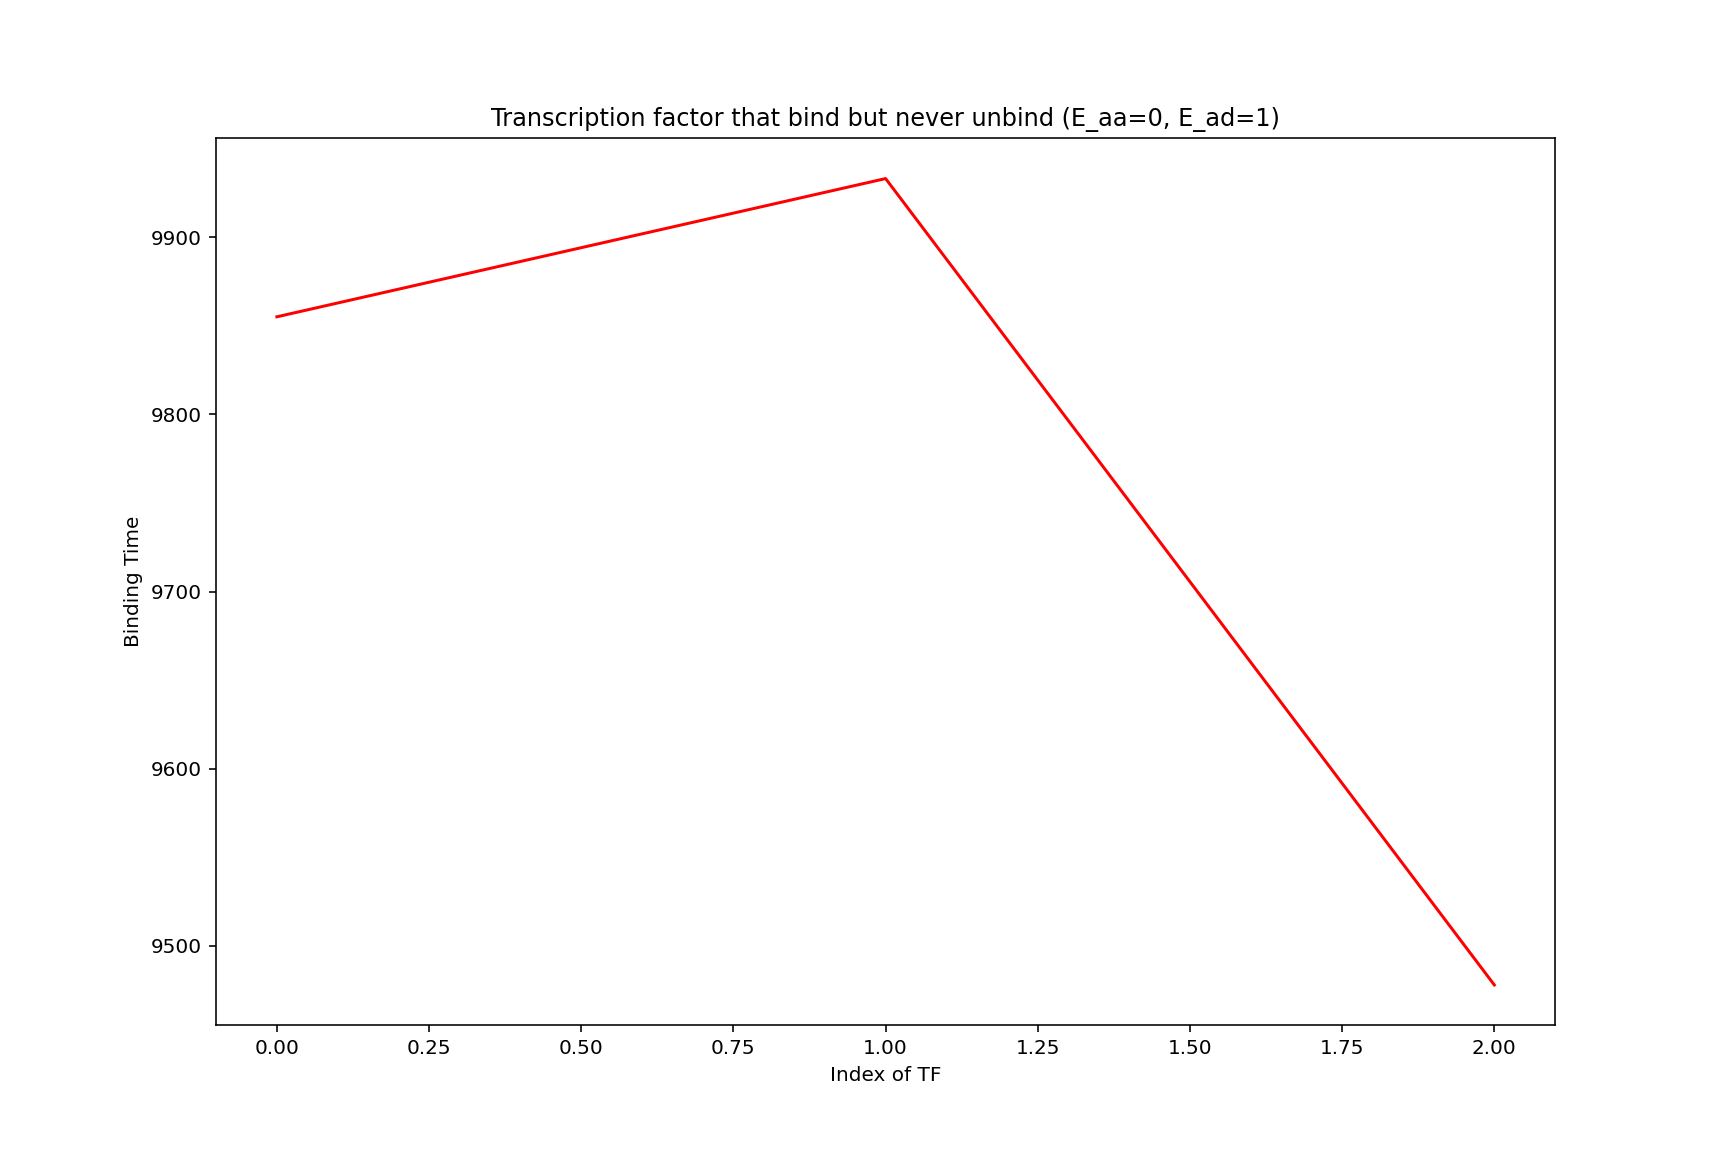 Transcription factor that bind but never unbind (E_aa=0, E_ad=1)
9900
9800
9700
9600
9500
Binding Time
0.00 0.25 0.50 0.75 1.00 1.25 1.50 1.75 2.00
Index of TF